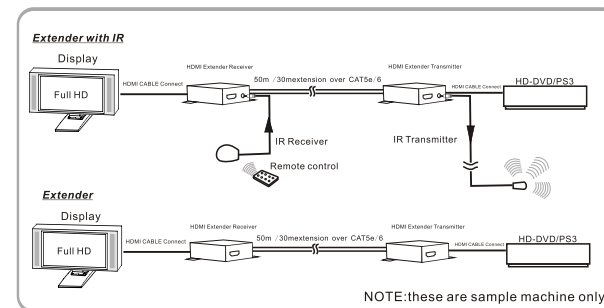 Extender with IR
Display
Full HD
HDMI CABLE Connect
HDMI Extender Receiver
50m /30mextension over CAT5e/6
HDMI Extender Transmitter
HDMI CABLE Connect
HD-DVD/PS3
IR Receiver
Remote control
IR Transmitter
Extender
Display
Full HD
HDMI CABLE Connect
HDMI Extender Receiver
50m /30mextension over CAT5e/6
HDMI Extender Transmitter
HDMI CABLE Connect
HD-DVD/PS3
NOTE:these are sample machine only